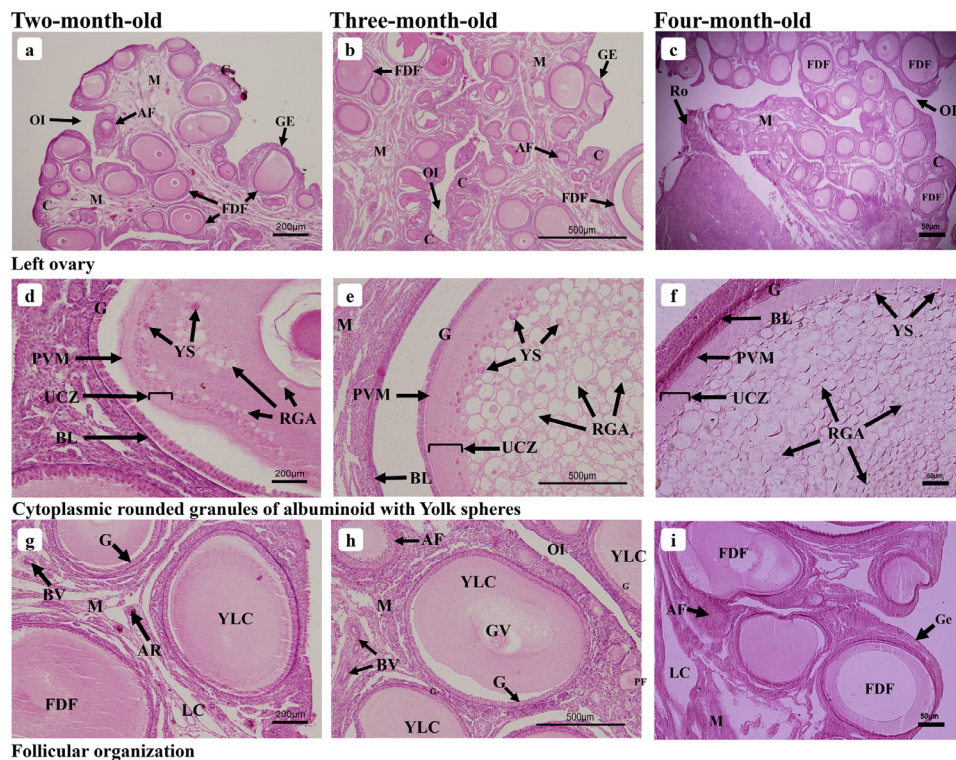 Two-month-old
Three-month-old
Four-month-old
a
M
C
AF
OI
GE
M
C
FDF
200µm
b
FDF
M
GE
AF
C
M
OI
C
FDF
C
500µm
c
FDF
FDF
Ro
OI
M
C
FDF
50µm
Left ovary
d
G
YS
PVM
UCZ
RGA
BL
200µm
e
M
G
YS
PVM
RGA
UCZ
BL
500µm
f
G
BL
YS
PVM
UCZ
RGA
50µm
Cytoplasmic rounded granules of albuminoid with Yolk spheres
g
G
BV
M
YLC
AR
FDF
LC
200µm
h
AF
OI
YLC
YLC
G
M
GV
BV
G
PF
G
YLC
500µm
i
FDF
AF
Ge
LC
FDF
M
50µm
Follicular organization